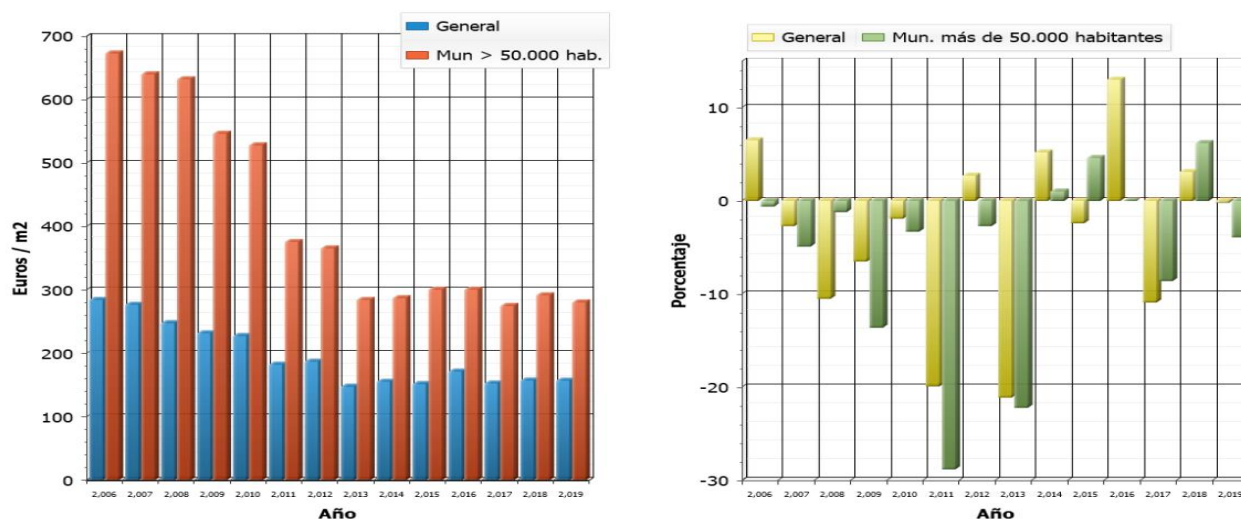 General
Mun > 50.000 hab.
700
600
500
400
300
200
100
0
Euros / m2
2,006 2,007 2,008 2,009 2,010 2,011 2,012 2,013 2,014 2,015 2,016 2,017 2,018 2,019
Año
General Mun. más de 50.000 habitantes
10
0
-10
-20
-30
Porcentaje
2,006 2,007 2,008 2,009 2,010 2,011 2,012 2,013 2,014 2,015 2,016 2,017 2,018 2,019
Año